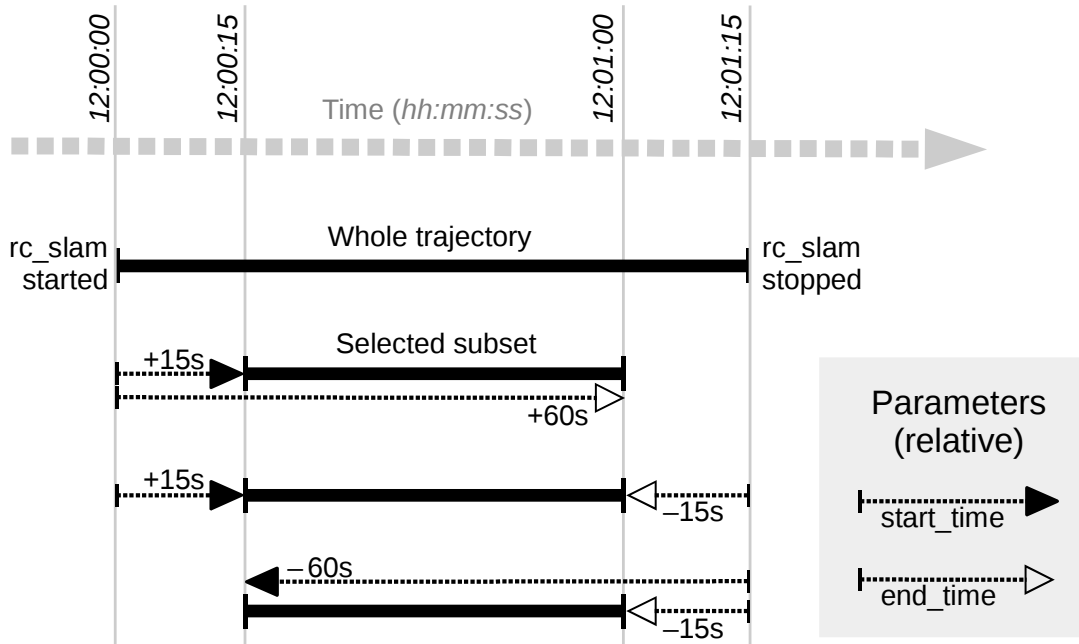 12:00:00
12:00:15
12:01:00
12:01:15
Time (hh:mm:ss)
rc_slam
started
Whole trajectory
rc_slam
stopped
Selected subset
+15s
+60s
+15s
–15s
–60s
–15s
Parameters
(relative)
start_time
end_time